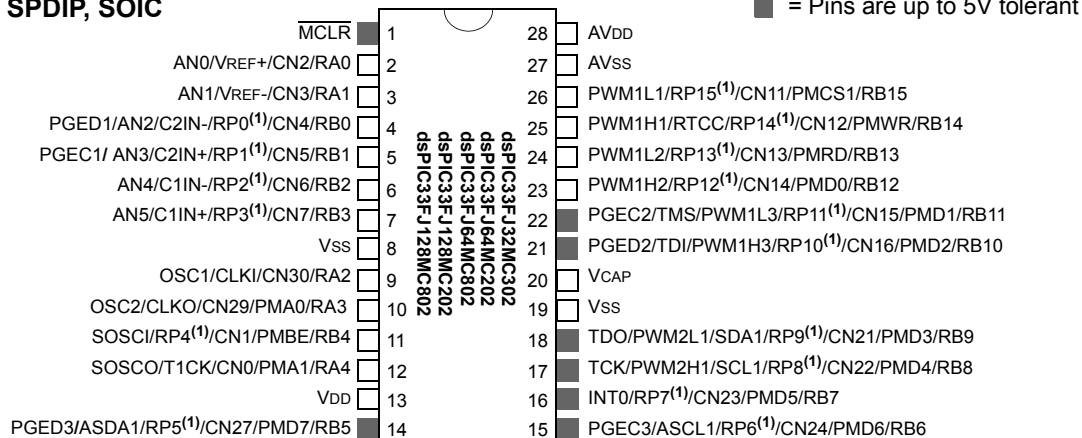 SPDIP, SOIC
= Pins are up to 5V tolerant
MCLR 1 28 AVDD
AN0/VREF+/CN2/RA0 2 27 AVSS
AN1/VREF-/CN3/RA1 3 26 PWM1L1/RP15(1)/CN11/PMCS1/RB15
PGED1/AN2/C2IN-/RP0(1)/CN4/RB0 4 25 PWM1H1/RTCC/RP14(1)/CN12/PMWR/RB14
PGEC1/ AN3/C2IN+/RP1(1)/CN5/RB1 5 24 PWM1L2/RP13(1)/CN13/PMRD/RB13
AN4/C1IN-/RP2(1)/CN6/RB2 6 23 PWM1H2/RP12(1)/CN14/PMD0/RB12
AN5/C1IN+/RP3(1)/CN7/RB3 7 22 PGEC2/TMS/PWM1L3/RP11(1)/CN15/PMD1/RB11
VSS 8 21 PGED2/TDI/PWM1H3/RP10(1)/CN16/PMD2/RB10
OSC1/CLKI/CN30/RA2 9 20 VCAP
OSC2/CLKO/CN29/PMA0/RA3 10 19 VSS
SOSCI/RP4(1)/CN1/PMBE/RB4 11 18 TDO/PWM2L1/SDA1/RP9(1)/CN21/PMD3/RB9
SOSCO/T1CK/CN0/PMA1/RA4 12 17 TCK/PWM2H1/SCL1/RP8(1)/CN22/PMD4/RB8
VDD 13 16 INT0/RP7(1)/CN23/PMD5/RB7
PGED3/ASDA1/RP5(1)/CN27/PMD7/RB5 14 15 PGEC3/ASCL1/RP6(1)/CN24/PMD6/RB6
dsPIC33FJ32MC302
dsPIC33FJ64MC202
dsPIC33FJ64MC802
dsPIC33FJ128MC202
dsPIC33FJ128MC802